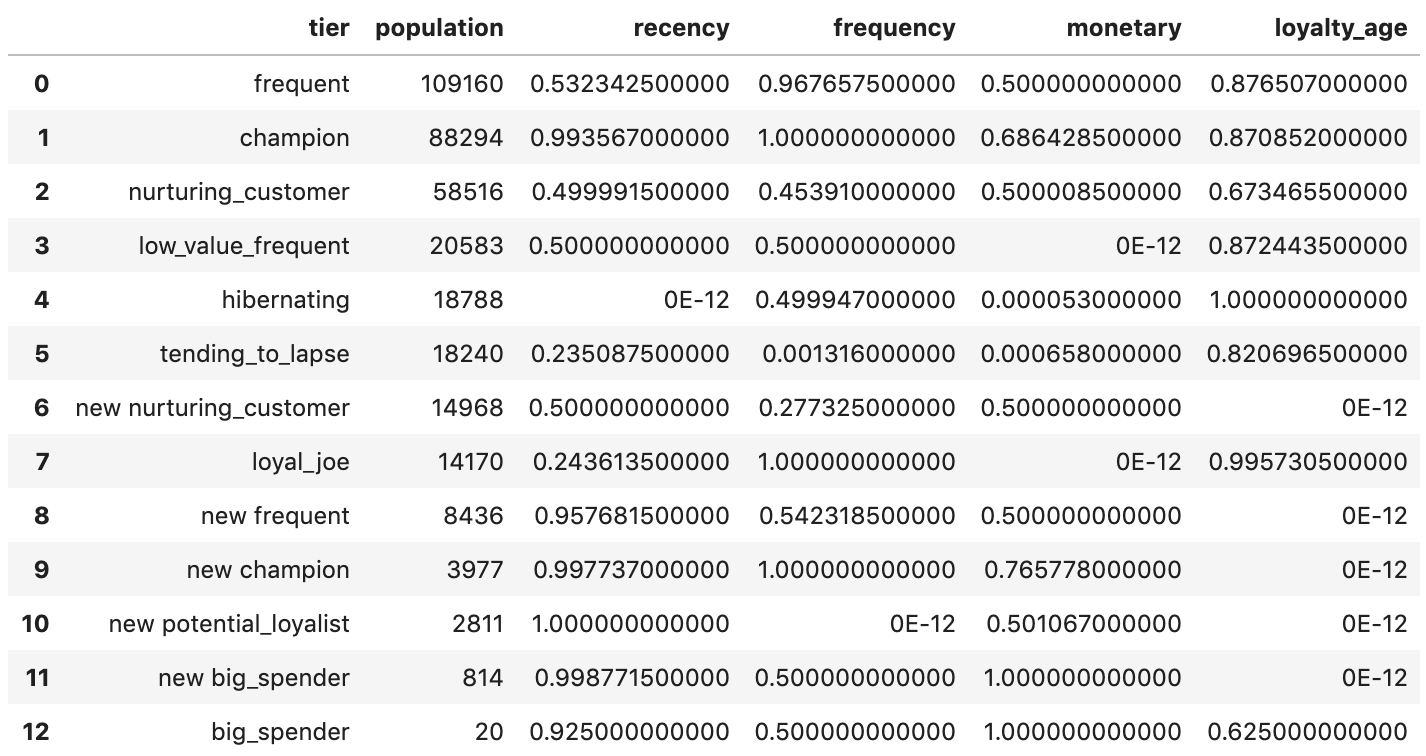 tier population recency frequency monetary loyalty_age
0 frequent 109160 0.532342500000 0.967657500000 0.500000000000 0.876507000000
1 champion 88294 0.993567000000 1.000000000000 0.686428500000 0.870852000000
2 nurturing_customer 58516 0.499991500000 0.453910000000 0.500008500000 0.673465500000
3 low_value_frequent 20583 0.500000000000 0.500000000000 0E-12 0.872443500000
4 hibernating 18788 0E-12 0.499947000000 0.000053000000 1.000000000000
5 tending_to_lapse 18240 0.235087500000 0.001316000000 0.000658000000 0.820696500000
6 new nurturing_customer 14968 0.500000000000 0.277325000000 0.500000000000 0E-12
7 loyal_joe 14170 0.243613500000 1.000000000000 0E-12 0.995730500000
8 new frequent 8436 0.957681500000 0.542318500000 0.500000000000 0E-12
9 new champion 3977 0.997737000000 1.000000000000 0.765778000000 0E-12
10 new potential_loyalist 2811 1.000000000000 0E-12 0.501067000000 0E-12
11 new big_spender 814 0.998771500000 0.500000000000 1.000000000000 0E-12
12 big_spender 20 0.925000000000 0.500000000000 1.000000000000 0.625000000000